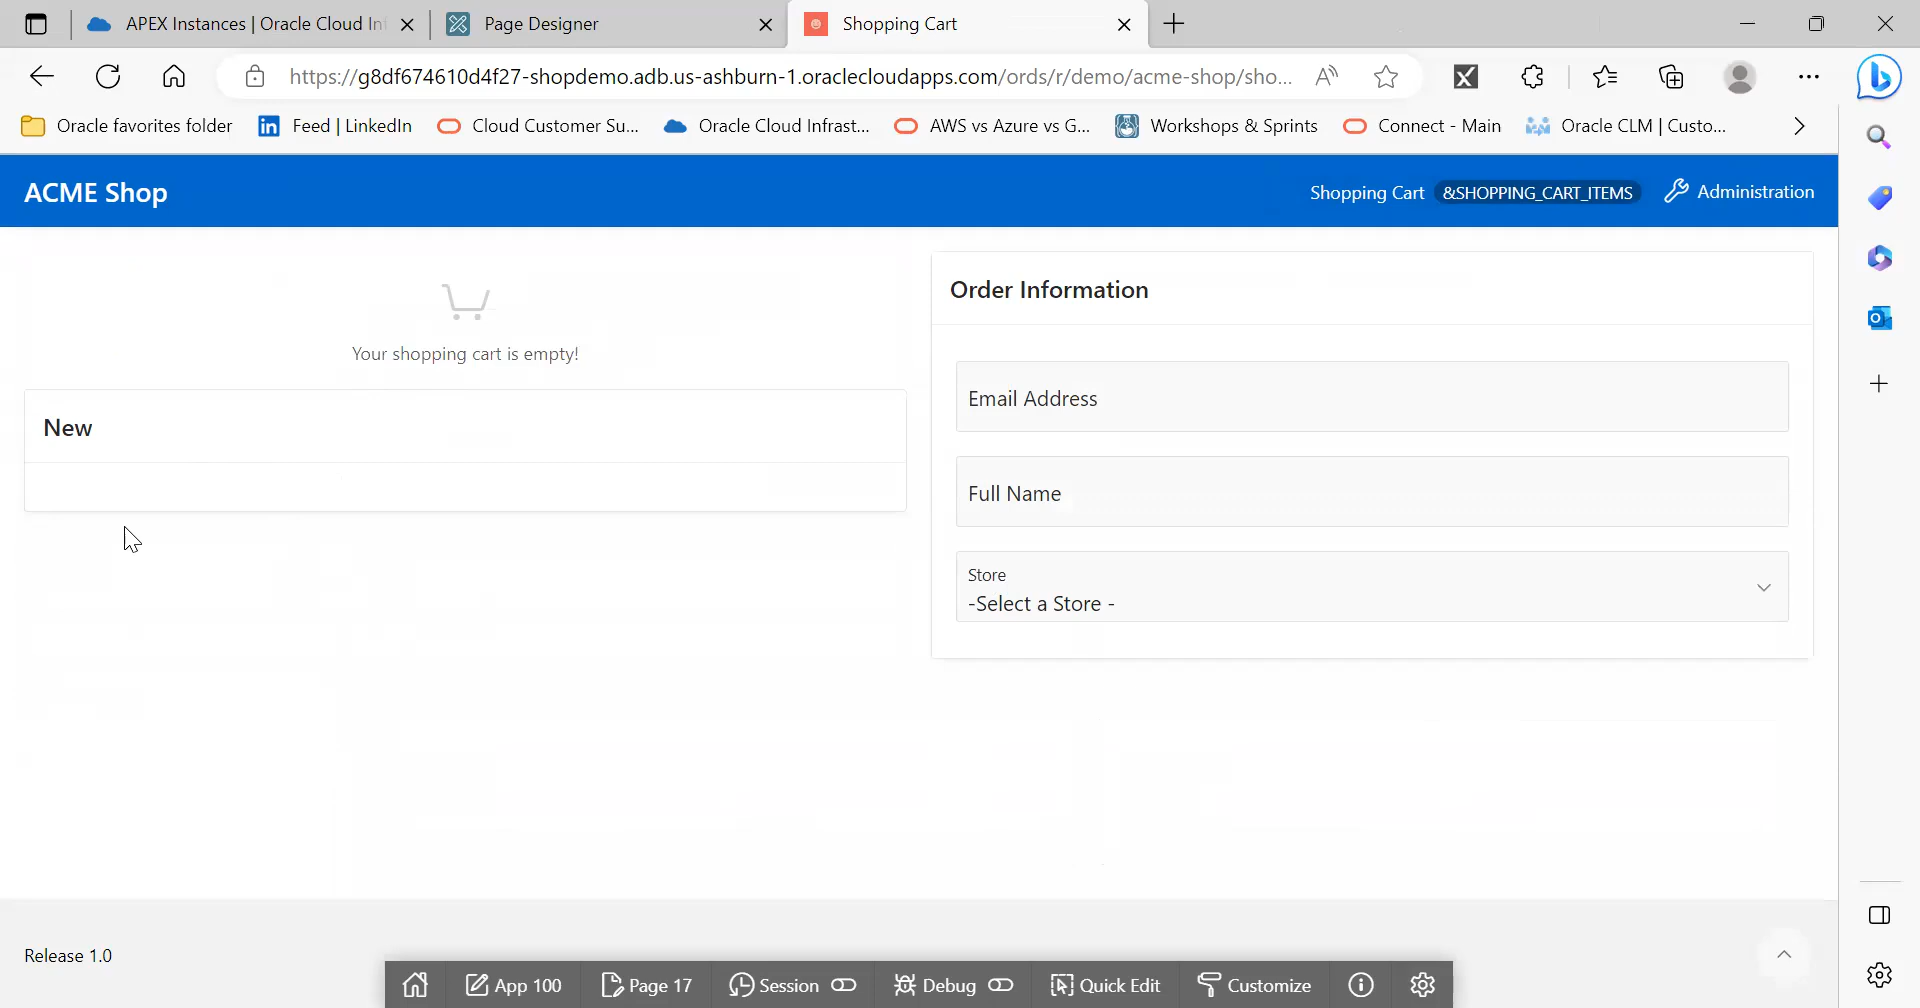 APEX Instances | Oracle Cloud In
Page Designer
Shopping Cart
https://g8df674610d4f27-shopdemo.adb.us-ashburn-1.oraclecloudapps.com/ords/r/demo/acme-shop/sho...
Oracle favorites folder
Feed | LinkedIn
Cloud Customer Su...
Oracle Cloud Infrast...
AWS vs Azure vs G...
Workshops & Sprints
Connect - Main
Oracle CLM | Custo...
ACME Shop
Shopping Cart &SHOPPING_CART_ITEMS
Administration
Your shopping cart is empty!
New
Order Information
Email Address
Full Name
Store
-Select a Store -
Release 1.0
App 100
Page 17
Session
Debug
Quick Edit
Customize